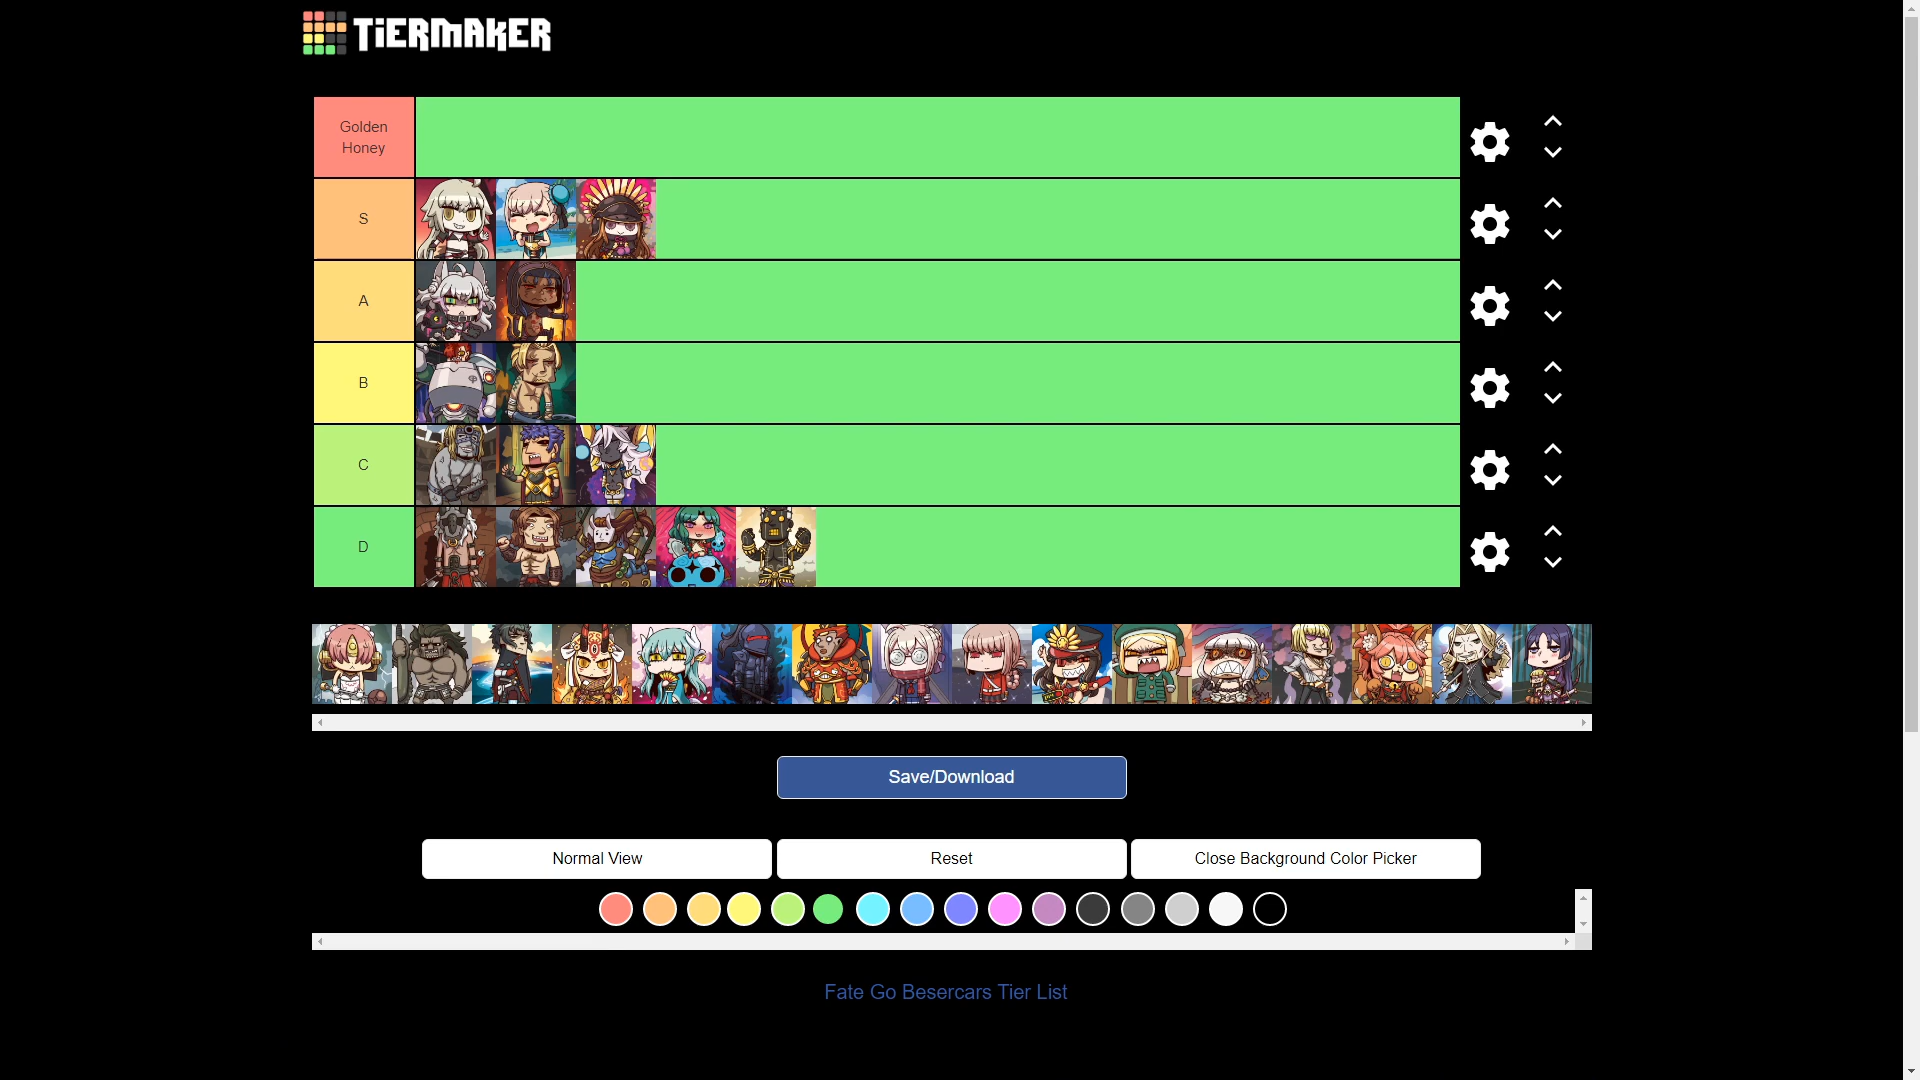 TiERMAKER
Golden
Honey
S
A
B
C
D
Save/Download
Normal View
Reset
Close Background Color Picker
Fate Go Besercars Tier List